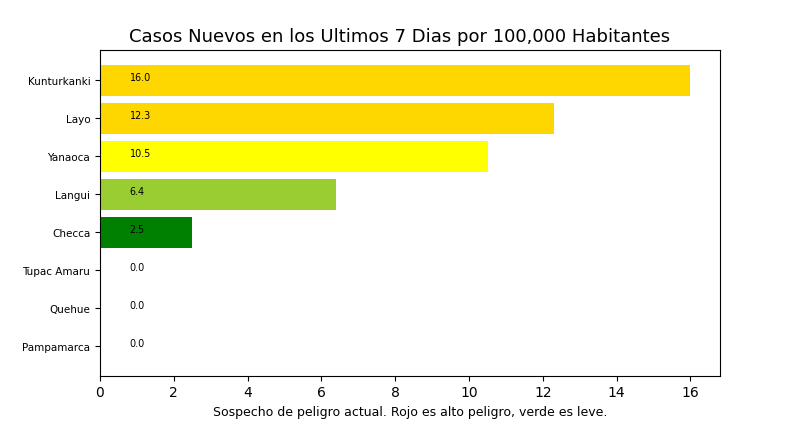 Casos Nuevos en los Ultimos 7 Dias por 100,000 Habitantes
Kunturkanki 16.0
Layo 12.3
Yanaoca 10.5
Langui 6.4
Checca 2.5
Tupac Amaru 0.0
Quehue 0.0
Pampamarca 0.0
0 2 4 6 8 10 12 14 16
Sospecho de peligro actual. Rojo es alto peligro, verde es leve.